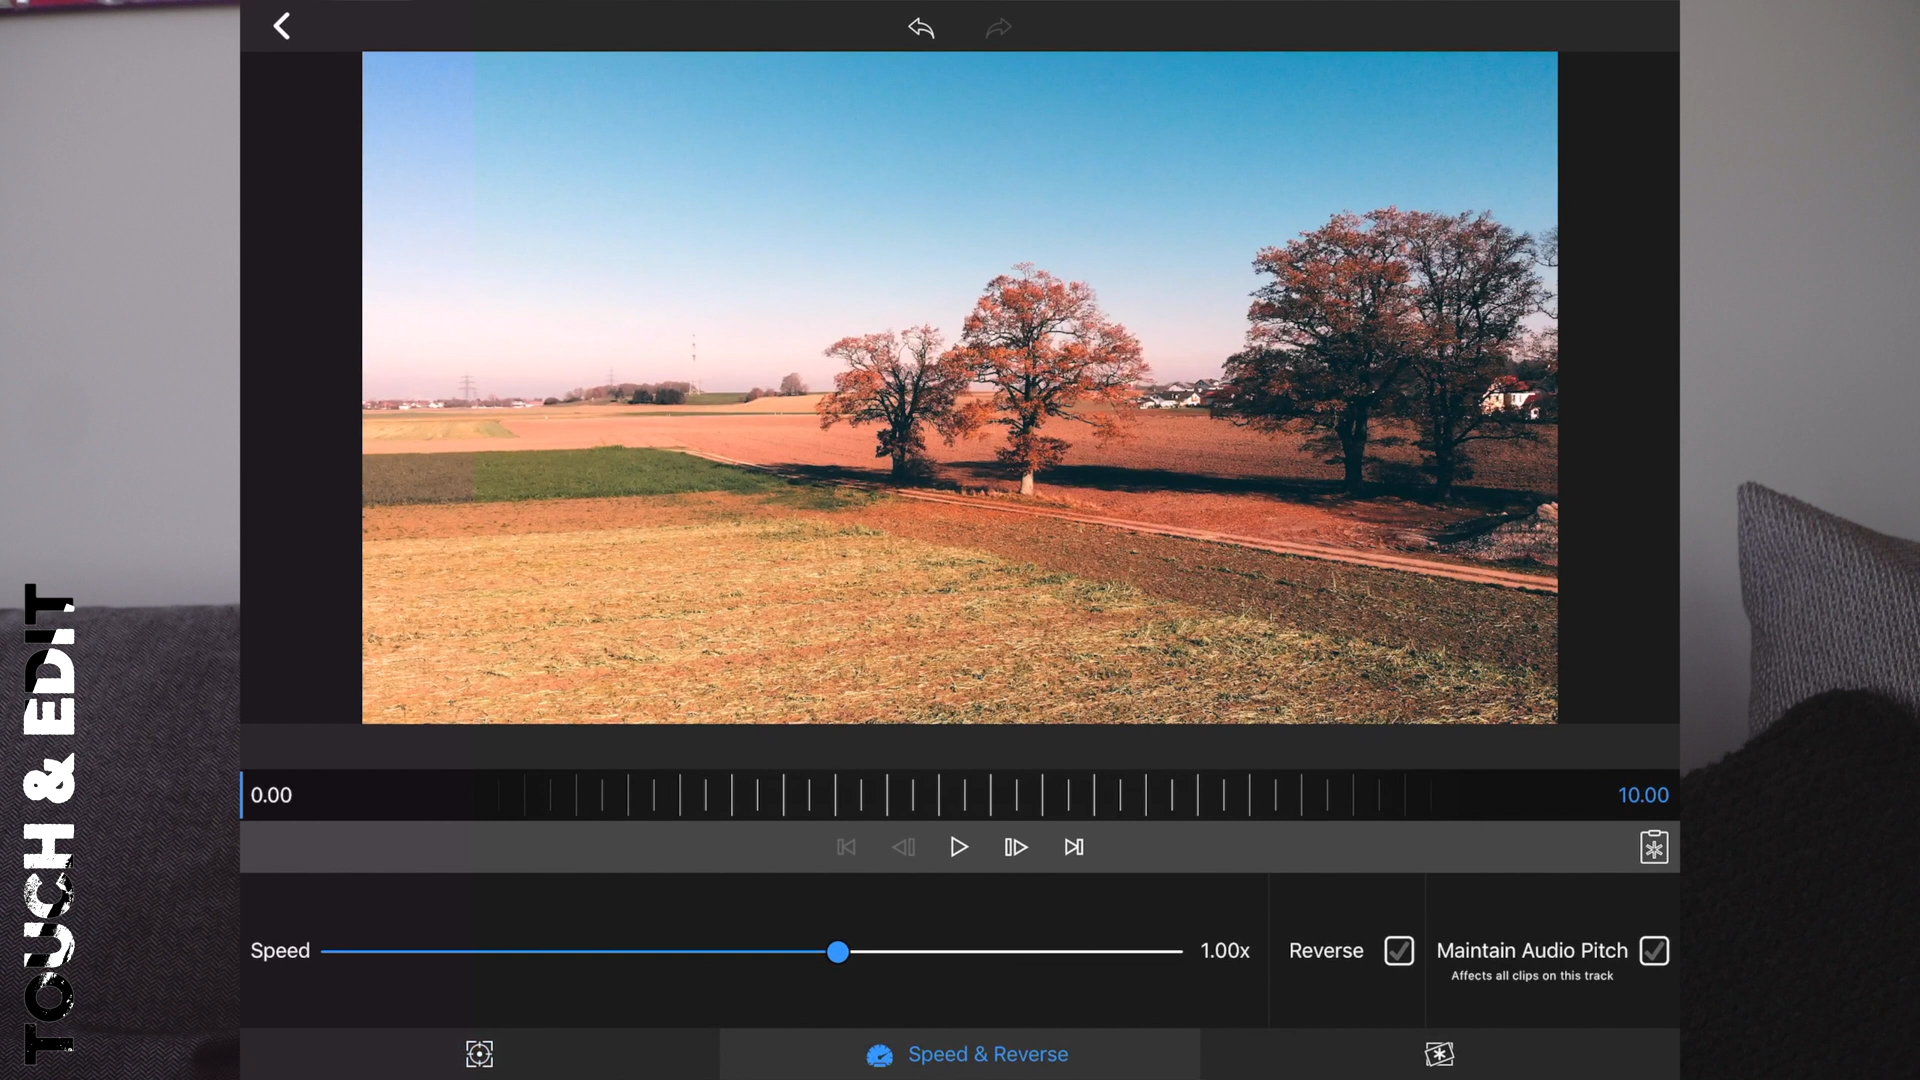 0.00
10.00
Speed
1.00x
Reverse
Maintain Audio Pitch
Affects all clips on this track
Speed & Reverse
TOUCH & EDIT